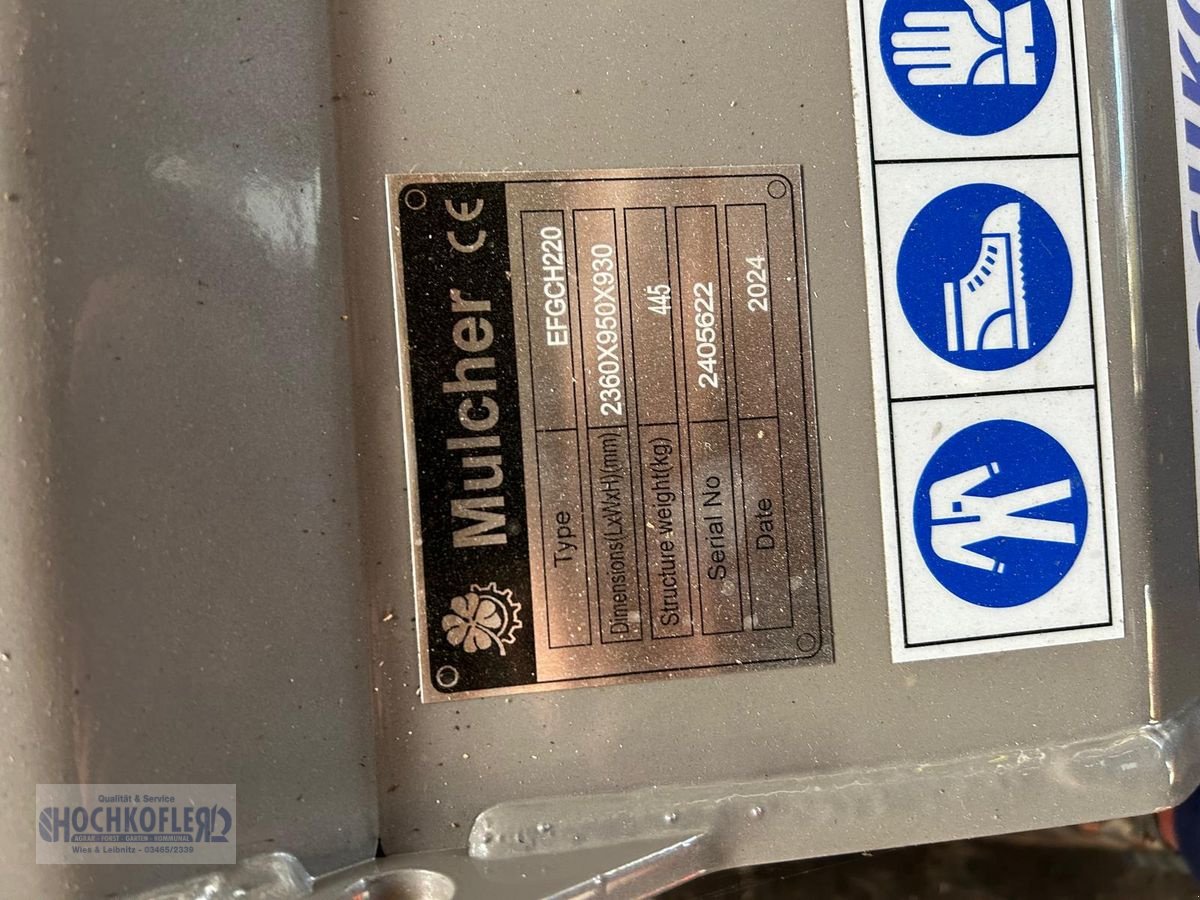 Mulcher CE
Type EFGCH220
Dimensions(LxWxH)(mm) 2360X950X930
Structure weight(kg) 445
Serial No 2405622
Date 2024
Qualität & Service
HOCHKOFLER
AGRAR - FORST - GARTEN - KOMMUNAL
Wies & Leibnitz - 03465/2339